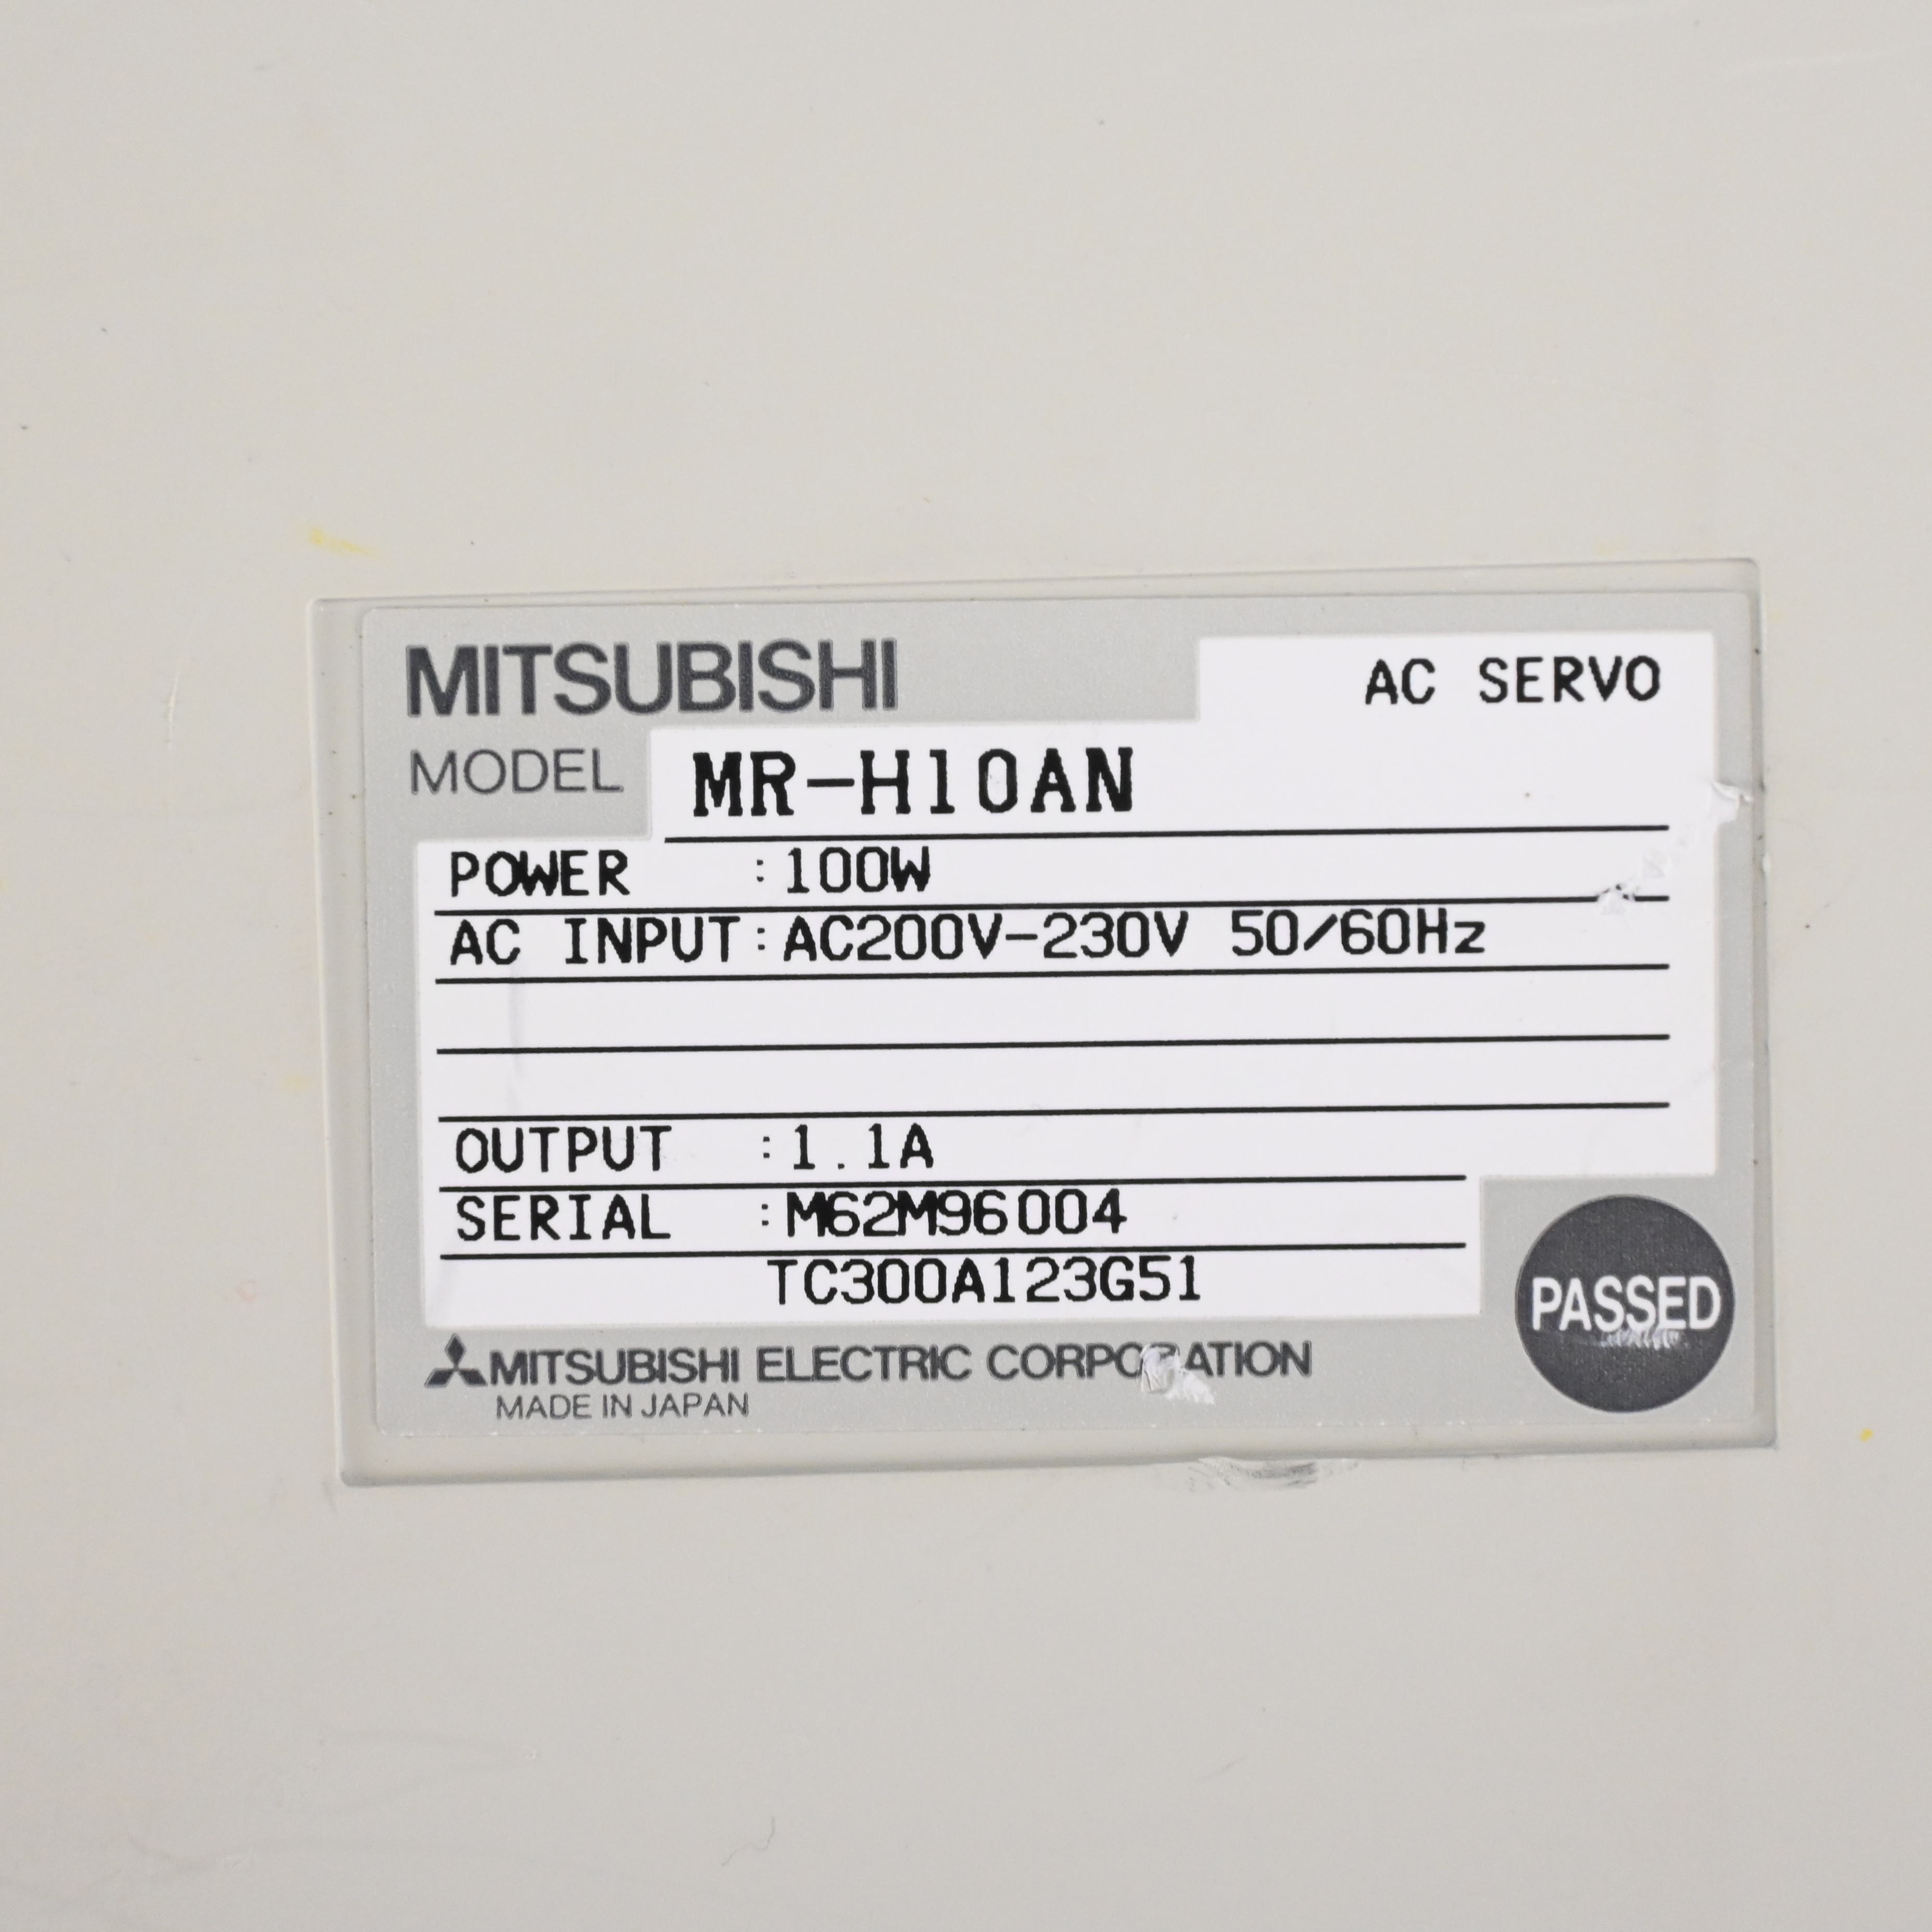 MITSUBISHI
AC SERVO
MODEL MR-H10AN
POWER :100W
AC INPUT:AC200V-230V 50/60Hz
OUTPUT :1.1A
SERIAL :M62M96004
TC300A123G51
PASSED
MITSUBISHI ELECTRIC CORPORATION
MADE IN JAPAN